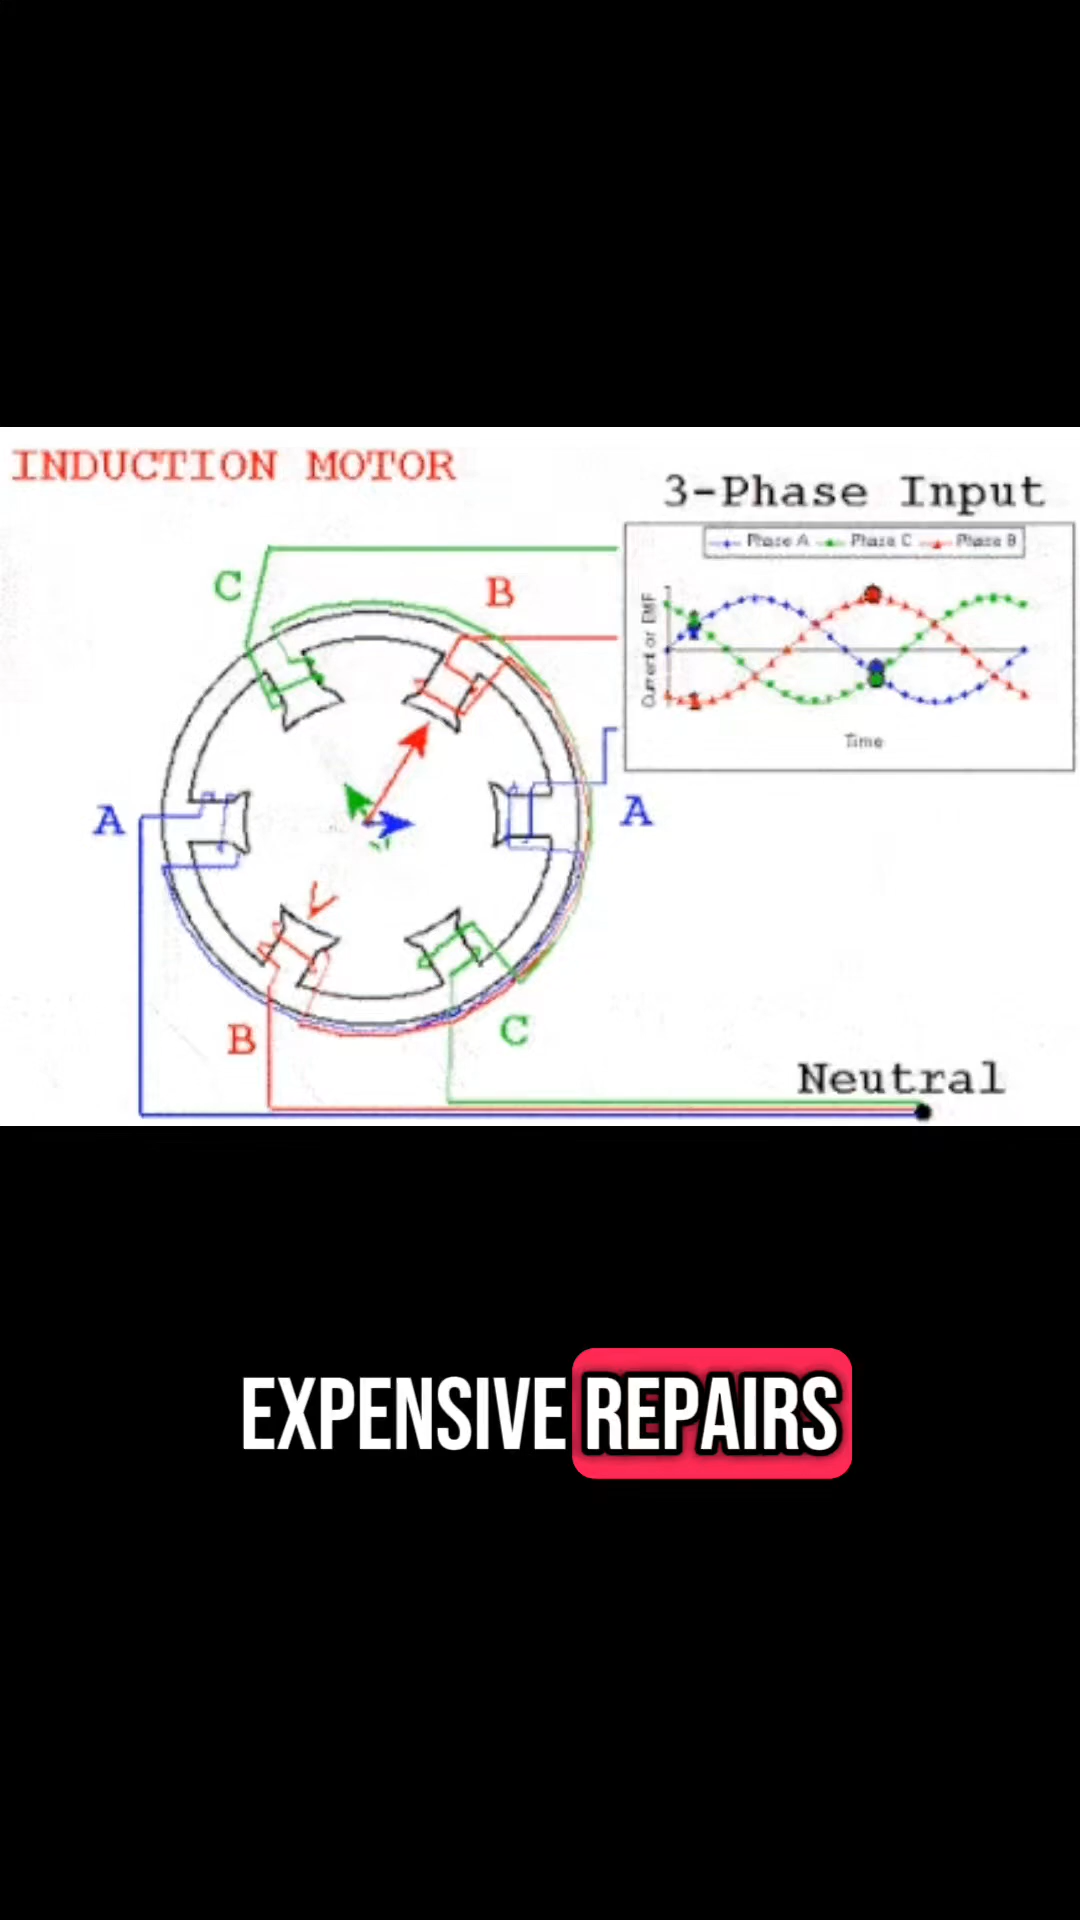 INDUCTION MOTOR
3-Phase Input
Phase A Phase C Phase B
Current or EMF
Time
C
B
A
A
B
C
Neutral
EXPENSIVE REPAIRS